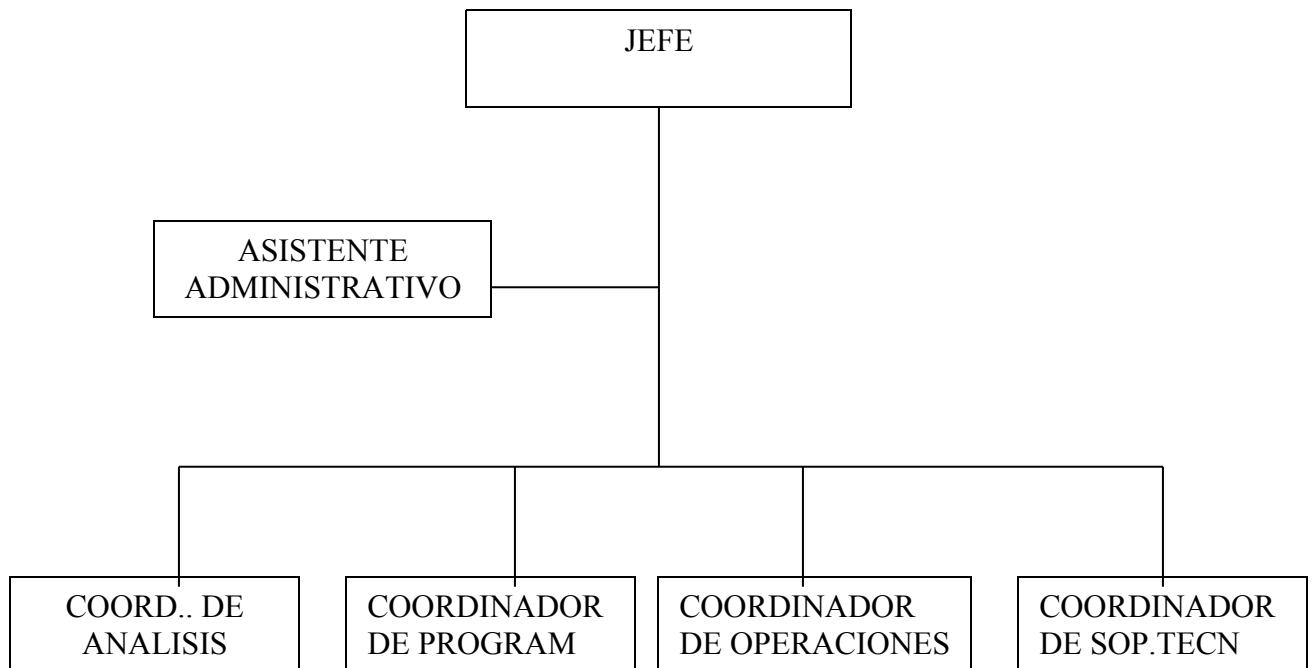 JEFE
ASISTENTE
ADMINISTRATIVO
COORD.. DE
ANALISIS
COORDINADOR
DE PROGRAM
COORDINADOR
DE OPERACIONES
COORDINADOR
DE SOP.TECN